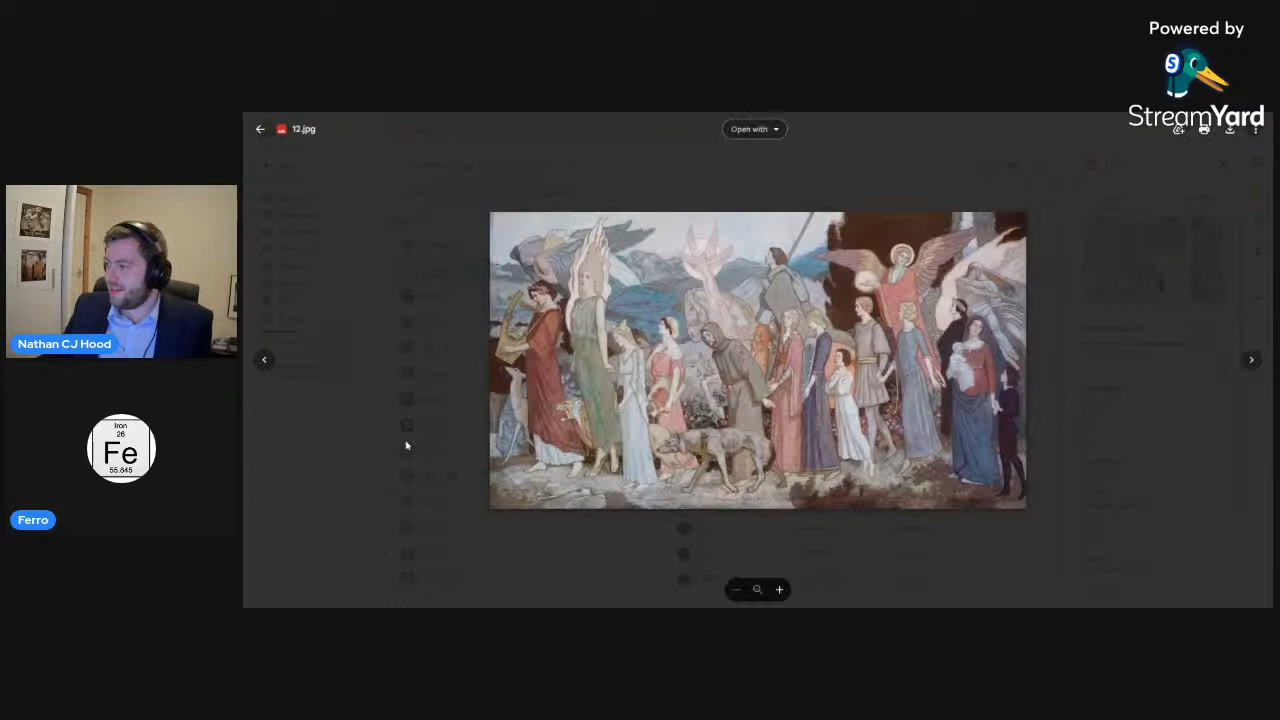 Powered by
S
StreamYard
12.jpg
Open with
Nathan CJ Hood
Iron
26
Fe
55.845
Ferro